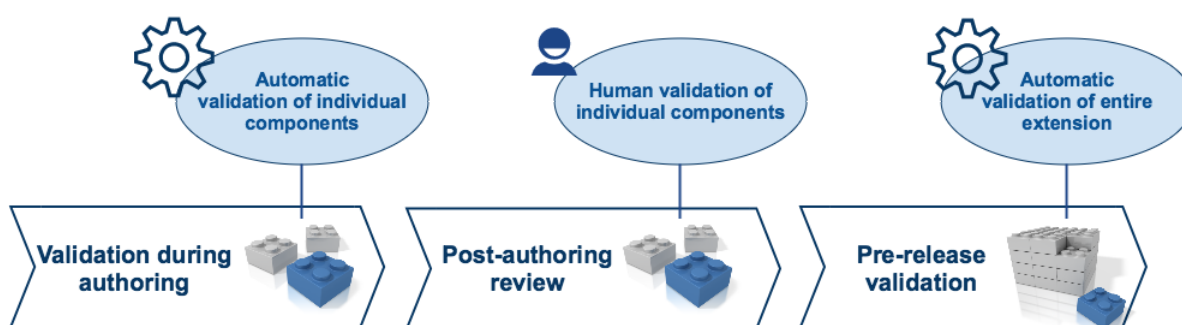 Automatic
validation of individual
components
Human validation of
individual components
Automatic
validation of entire
extension
Validation during
authoring
Post-authoring
review
Pre-release
validation